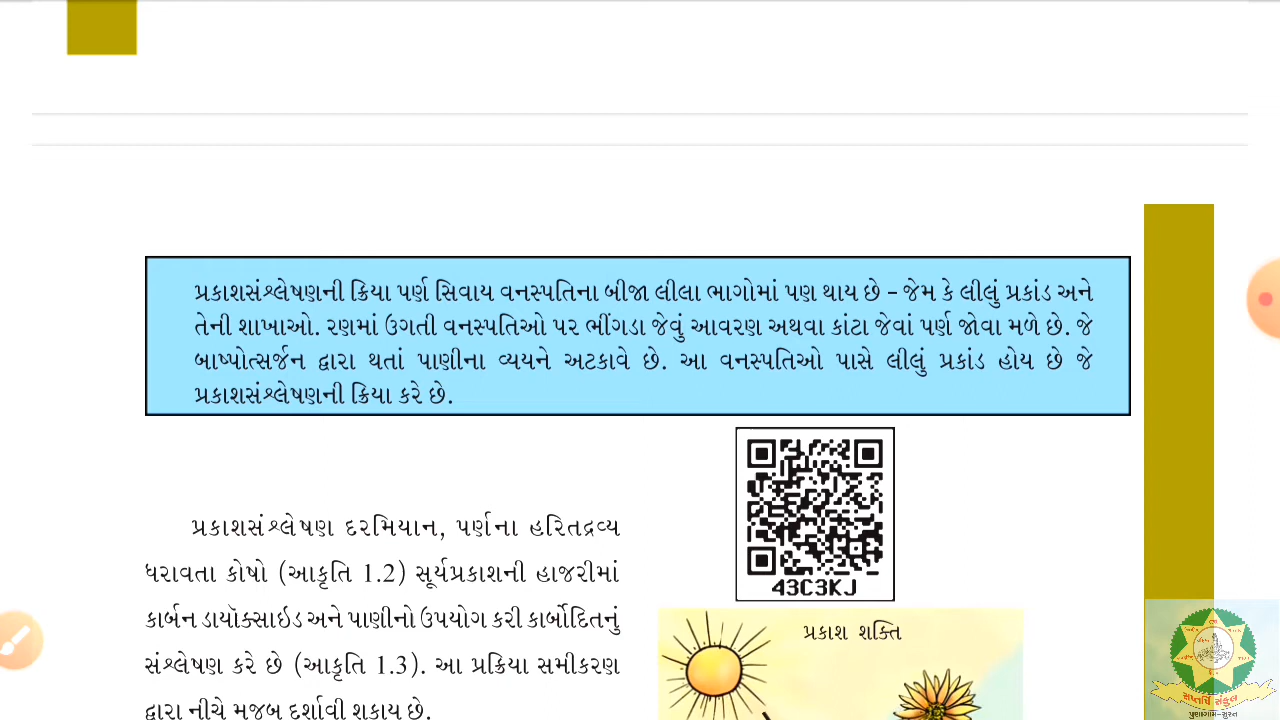 પ્રકાશસંશ્લેષણની ક્રિયા પર્ણ સિવાય વનસ્પતિના બીજા લીલા ભાગોમાં પણ થાય છે – જેમ કે લીલું પ્રકાંડ અને
તેની શાખાઓ. રણમાં ઉગતી વનસ્પતિઓ પર ભીંગડા જેવું આવરણ અથવા કાંટા જેવાં પર્ણ જોવા મળે છે. જે
બાષ્પોત્સર્જન દ્વારા થતાં પાણીના વ્યયને અટકાવે છે. આ વનસ્પતિઓ પાસે લીલું પ્રકાંડ હોય છે જે
પ્રકાશસંશ્લેષણની ક્રિયા કરે છે.
43C3KJ
પ્રકાશસંશ્લેષણ દરમિયાન, પર્ણના હરિતદ્રવ્ય
ધરાવતા કોષો (આકૃતિ 1.2) સૂર્યપ્રકાશની હાજરીમાં
કાર્બન ડાયૉક્સાઇડ અને પાણીનો ઉપયોગ કરી કાર્બોદિતનું
સંશ્લેષણ કરે છે (આકૃતિ 1.3). આ પ્રક્રિયા સમીકરણ
દ્વારા નીચે મજબ દર્શાવી શકાય છે.
પ્રકાશ શક્તિ
સપ્તર્ષિ સંકુલ
પુણાગામ-સુરત